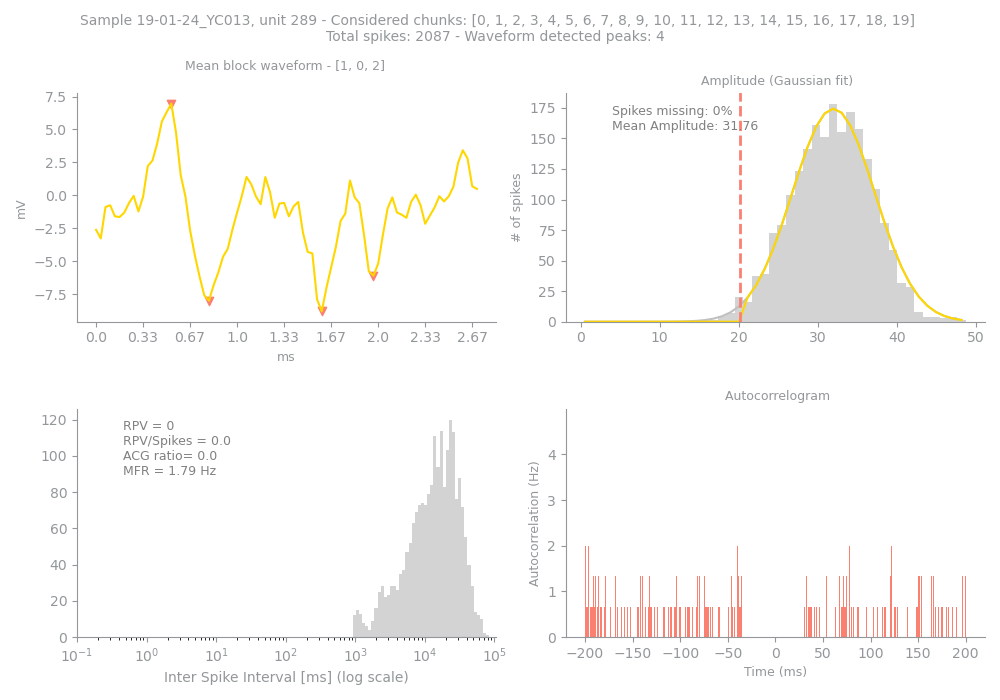 Sample 19-01-24_YC013, unit 289 - Considered chunks: [0, 1, 2, 3, 4, 5, 6, 7, 8, 9, 10, 11, 12, 13, 14, 15, 16, 17, 18, 19]
Total spikes: 2087 - Waveform detected peaks: 4
Mean block waveform - [1, 0, 2]
7.5
5.0
2.5
0.0
−2.5
−5.0
−7.5
mV
0.0 0.33 0.67 1.0 1.33 1.67 2.0 2.33 2.67
ms
Amplitude (Gaussian fit)
Spikes missing: 0%
Mean Amplitude: 31.76
175
150
125
100
75
50
25
0
# of spikes
0 10 20 30 40 50
RPV = 0
RPV/Spikes = 0.0
ACG ratio= 0.0
MFR = 1.79 Hz
120
100
80
60
40
20
0
10⁻¹ 10⁰ 10¹ 10² 10³ 10⁴ 10⁵
Inter Spike Interval [ms] (log scale)
Autocorrelogram
4
3
2
1
0
Autocorrelation (Hz)
−200 −150 −100 −50 0 50 100 150 200
Time (ms)